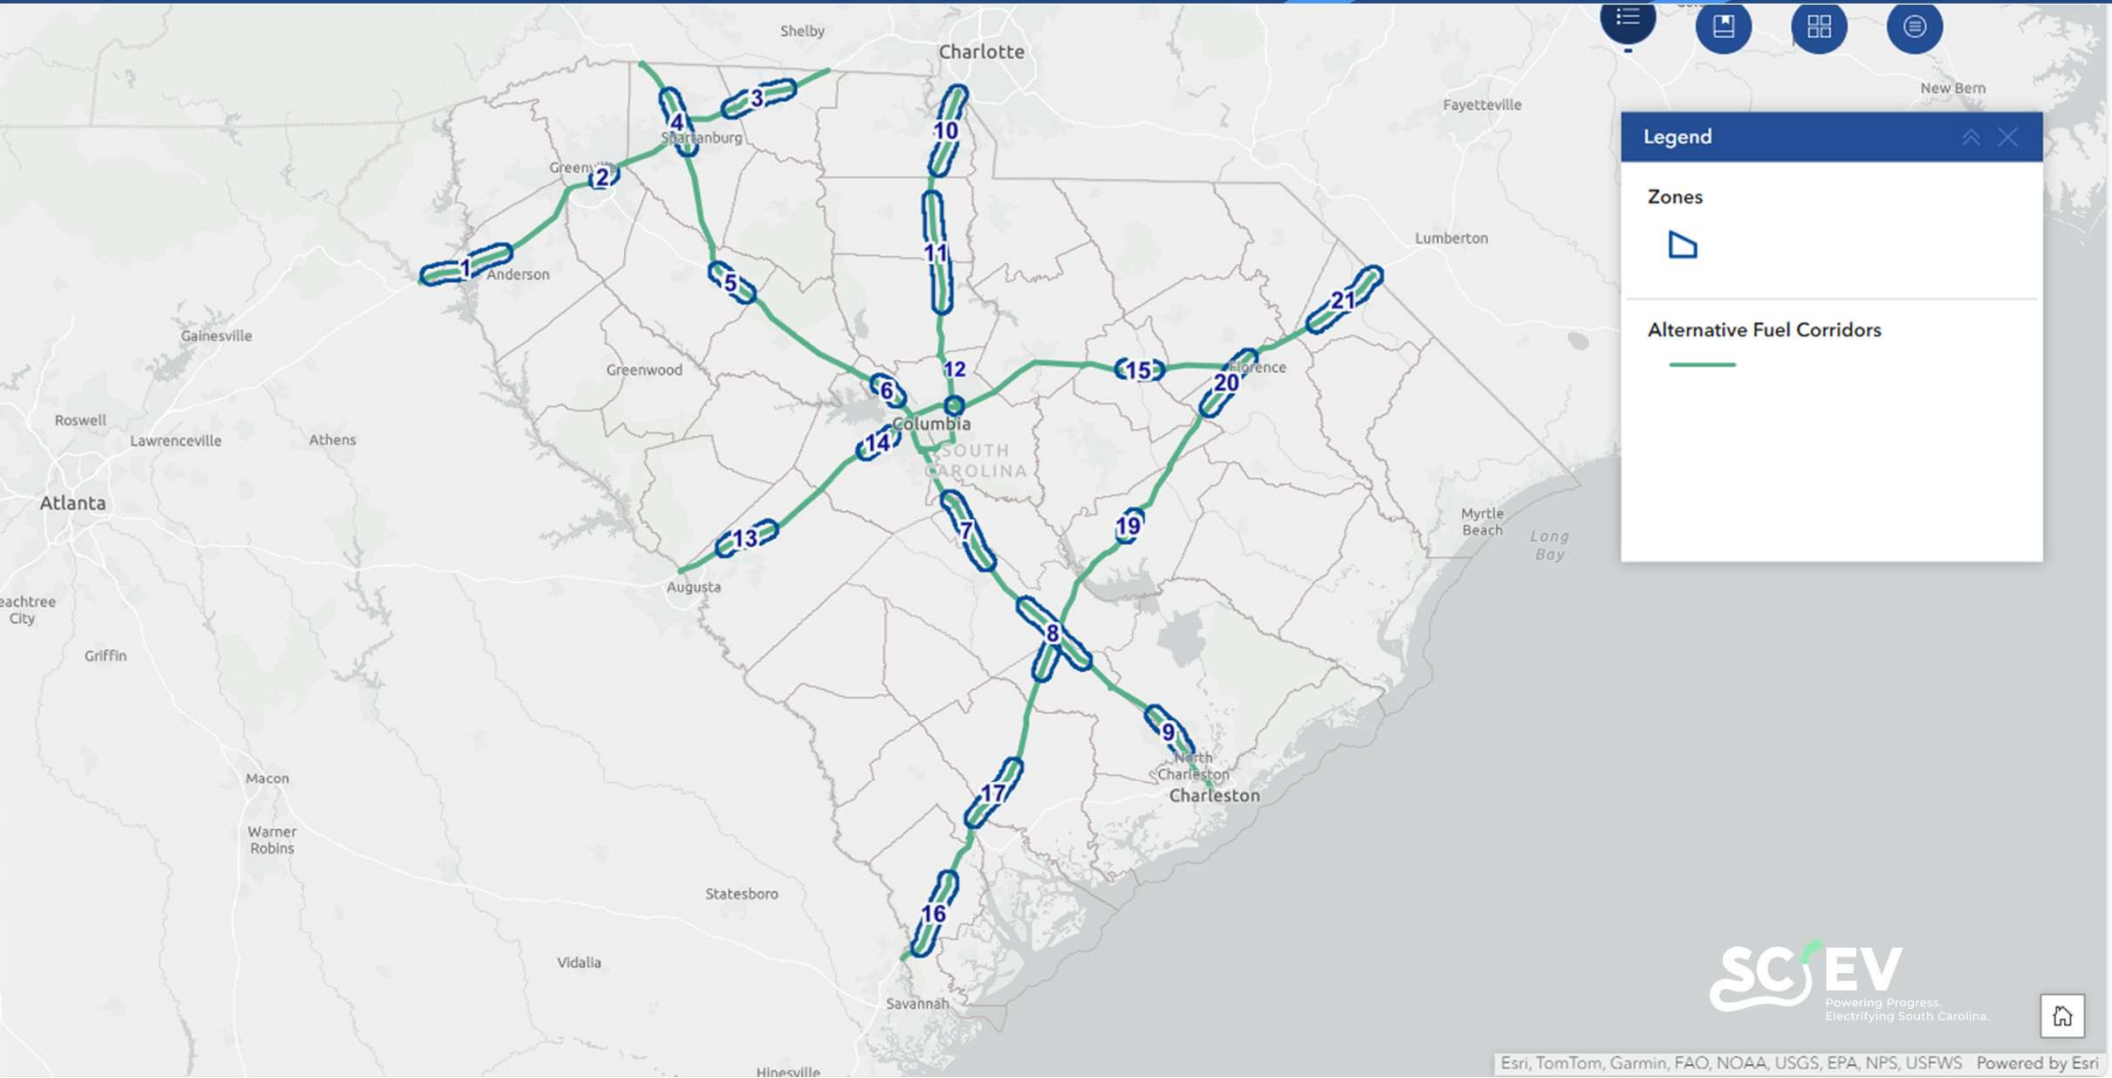 Shelby
Charlotte
New Bern
Fayetteville
3
4
Spartanburg
10
Greenv
2
Lumberton
11
1
Anderson
5
21
Gainesville
Greenwood
12
15
Florence
20
6
Roswell
Lawrenceville
Athens
Columbia
14
SOUTH
CAROLINA
Atlanta
7
19
Myrtle
Beach
Long
Bay
13
Augusta
eachtree
City
8
Griffin
9
North
Charleston
Charleston
Macon
17
Warner
Robins
Statesboro
16
Vidalia
Savannah
Hinesville
Legend
Zones
Alternative Fuel Corridors
SC EV
Powering Progress.
Electrifying South Carolina.
Esri, TomTom, Garmin, FAO, NOAA, USGS, EPA, NPS, USFWS Powered by Esri